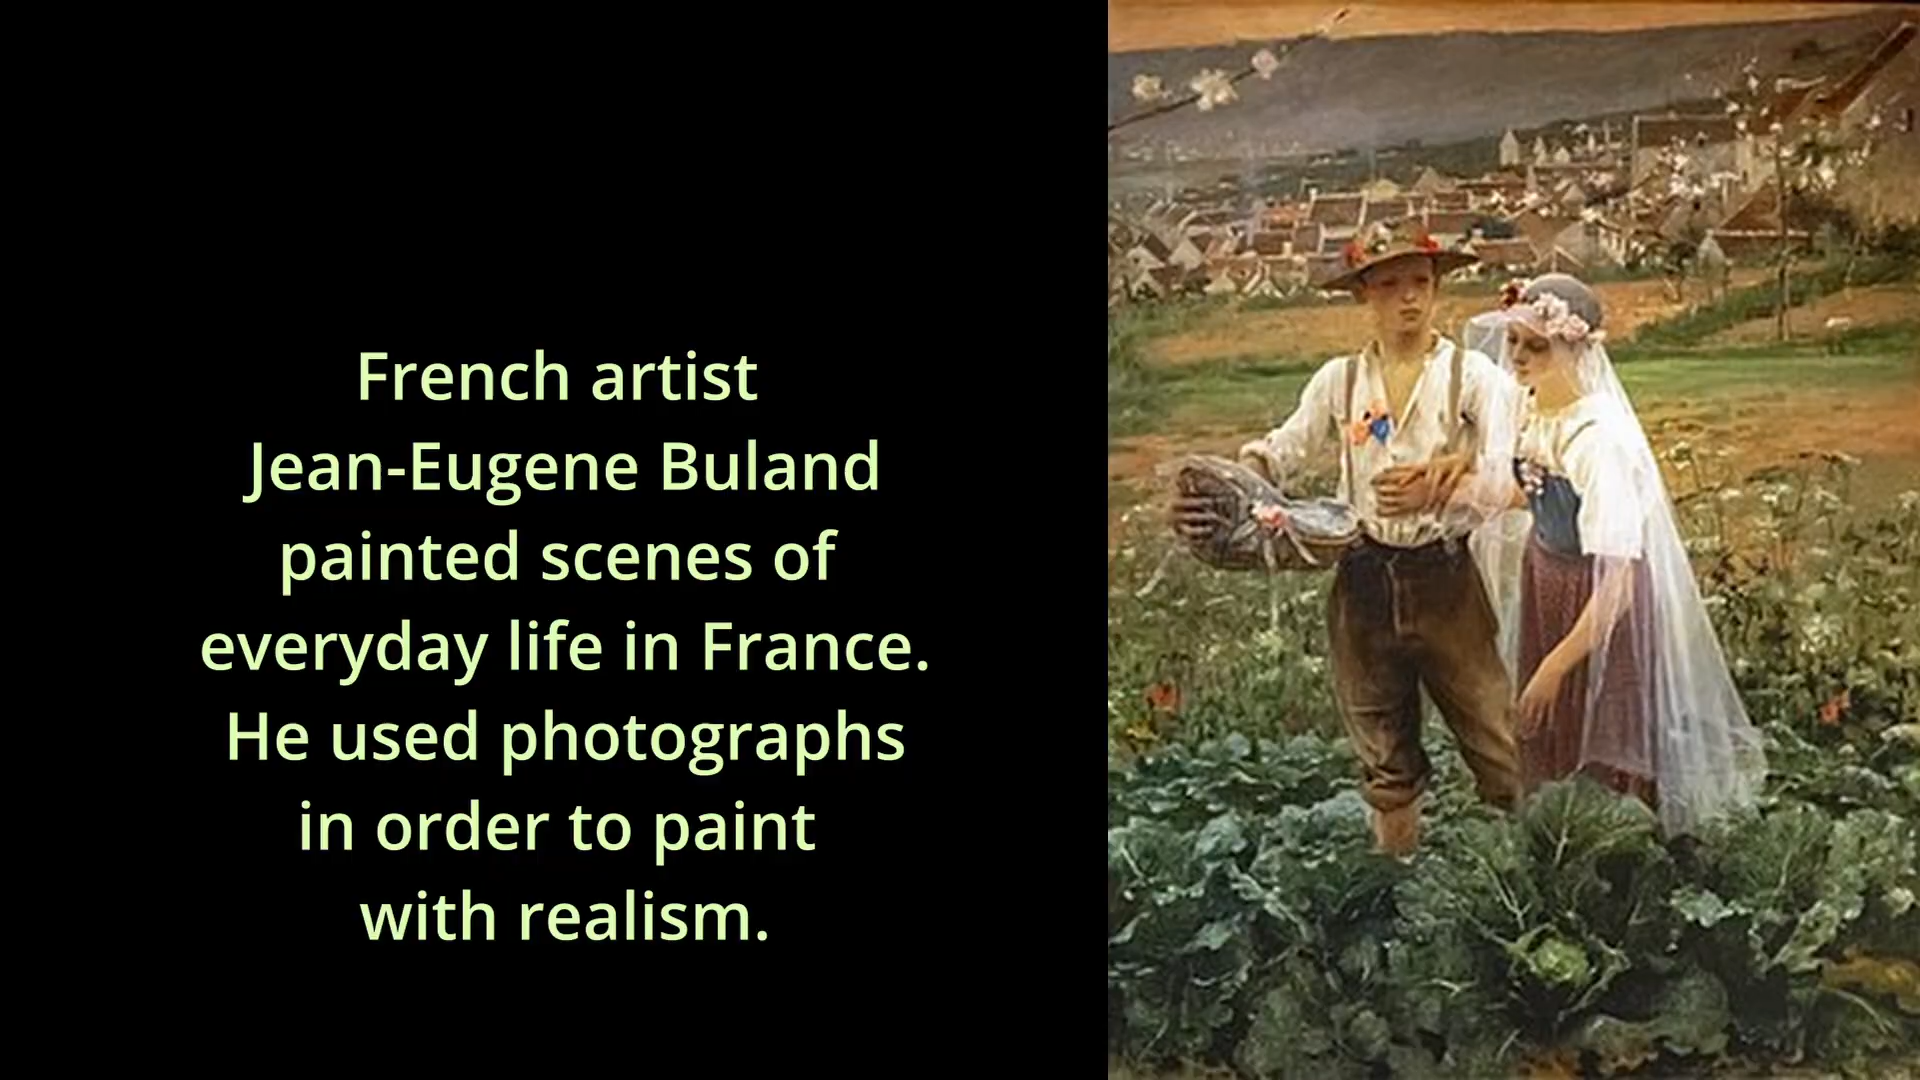 French artist
Jean-Eugene Buland
painted scenes of
everyday life in France.
He used photographs
in order to paint
with realism.